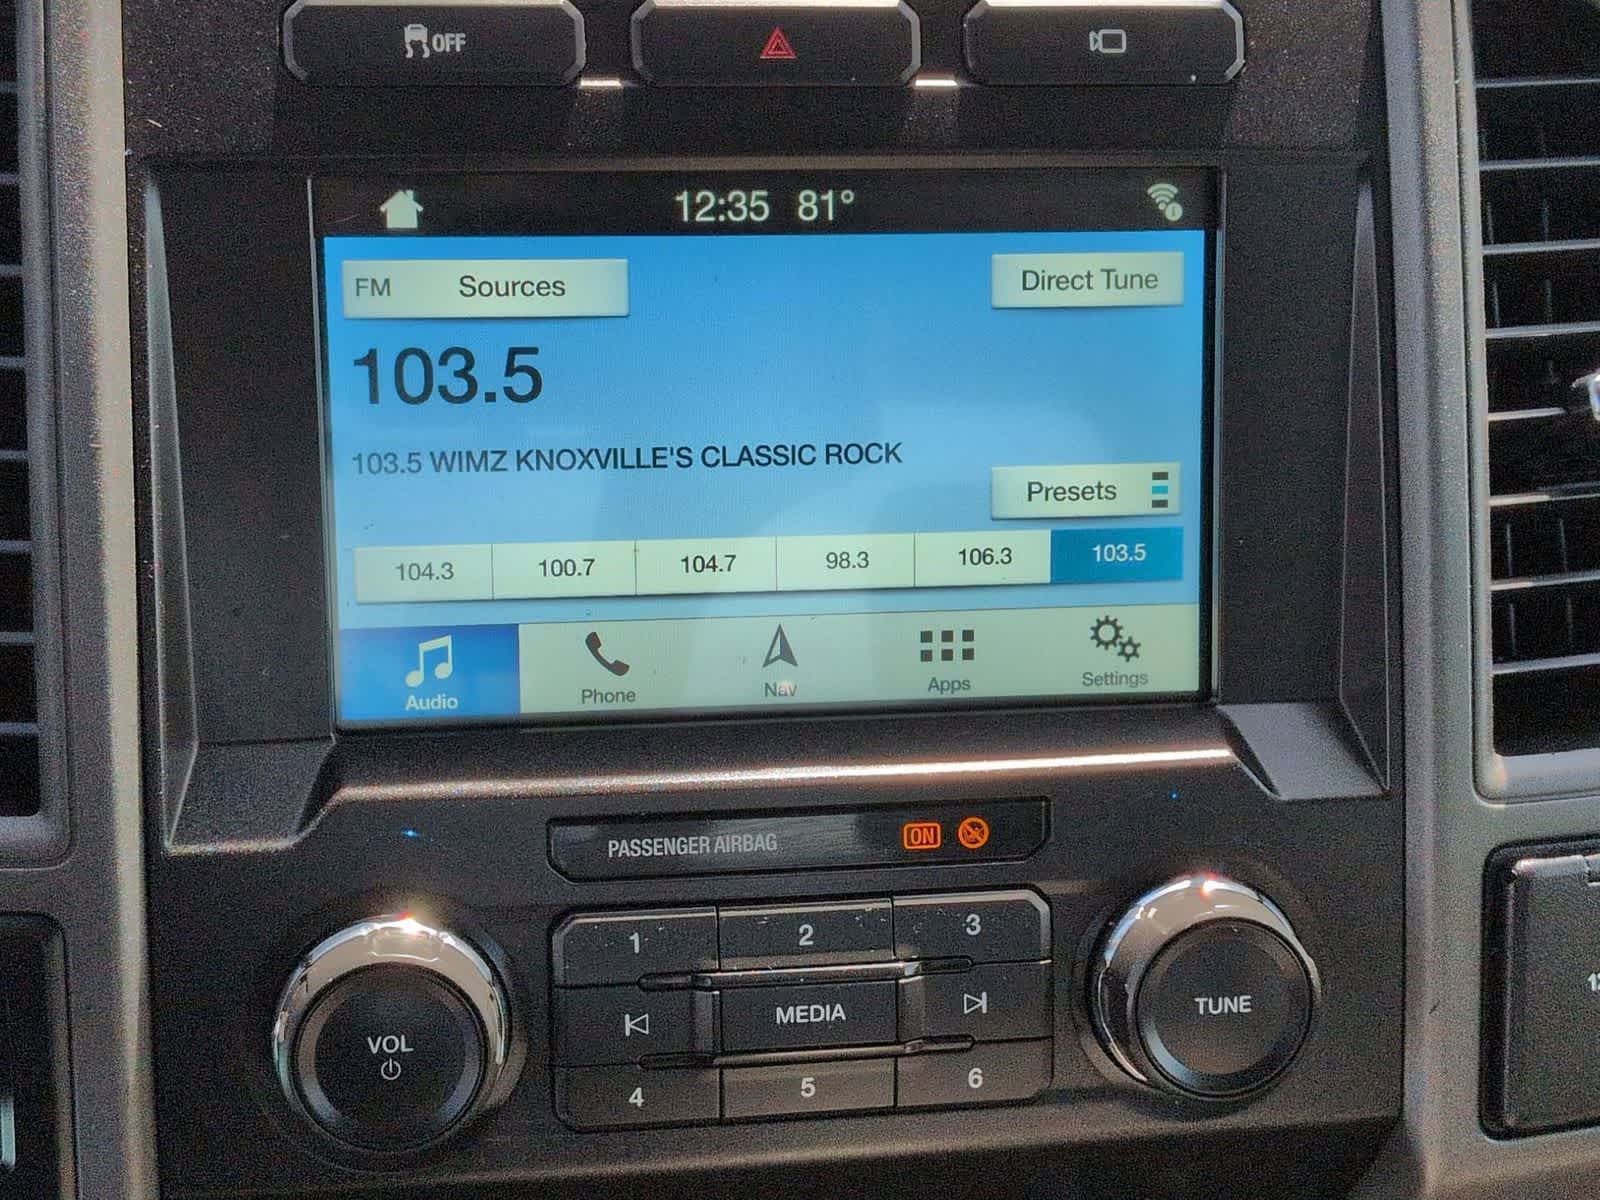 OFF
12:35 81°
FM Sources
Direct Tune
103.5
103.5 WIMZ KNOXVILLE'S CLASSIC ROCK
Presets
104.3 100.7 104.7 98.3 106.3 103.5
Audio Phone Nav Apps Settings
PASSENGER AIRBAG ON
1 2 3
VOL MEDIA TUNE
4 5 6